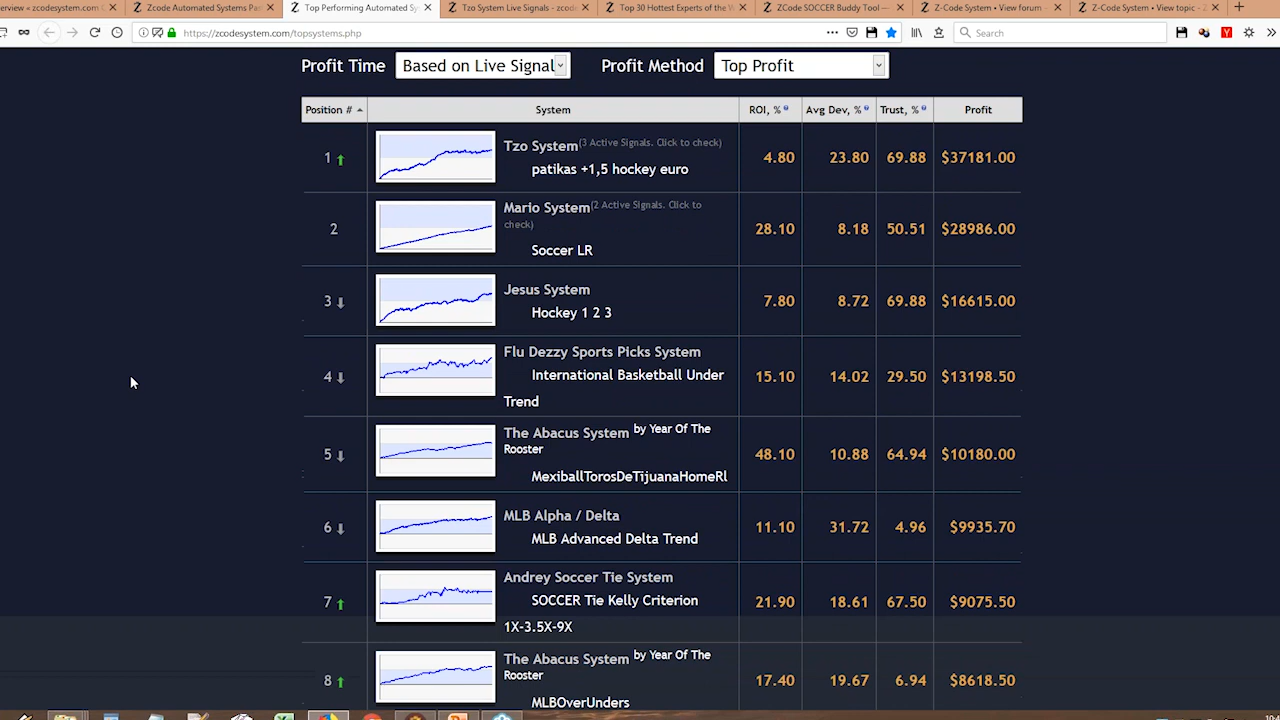 erview « zcodesystem.com
Zcode Automated Systems Pa
Top Performing Automated Sy
Tzo System Live Signals - zcode
Top 30 Hottest Experts of the W
ZCode SOCCER Buddy Tool —
Z-Code System • View forum -
Z-Code System • View topic - Z
https://zcodesystem.com/topsystems.php
Search
Profit Time Based on Live Signal Profit Method Top Profit
Position # System ROI, % Avg Dev, % Trust, % Profit
1 Tzo System (3 Active Signals. Click to check) 4.80 23.80 69.88 $37181.00
patikas +1,5 hockey euro
2 Mario System (2 Active Signals. Click to check) 28.10 8.18 50.51 $28986.00
Soccer LR
3 Jesus System 7.80 8.72 69.88 $16615.00
Hockey 1 2 3
4 Flu Dezzy Sports Picks System 15.10 14.02 29.50 $13198.50
International Basketball Under
Trend
5 The Abacus System by Year Of The
Rooster 48.10 10.88 64.94 $10180.00
MexiballTorosDeTijuanaHomeRl
6 MLB Alpha / Delta 11.10 31.72 4.96 $9935.70
MLB Advanced Delta Trend
7 Andrey Soccer Tie System 21.90 18.61 67.50 $9075.50
SOCCER Tie Kelly Criterion
1X-3.5X-9X
8 The Abacus System by Year Of The
Rooster 17.40 19.67 6.94 $8618.50
MLBOverUnders